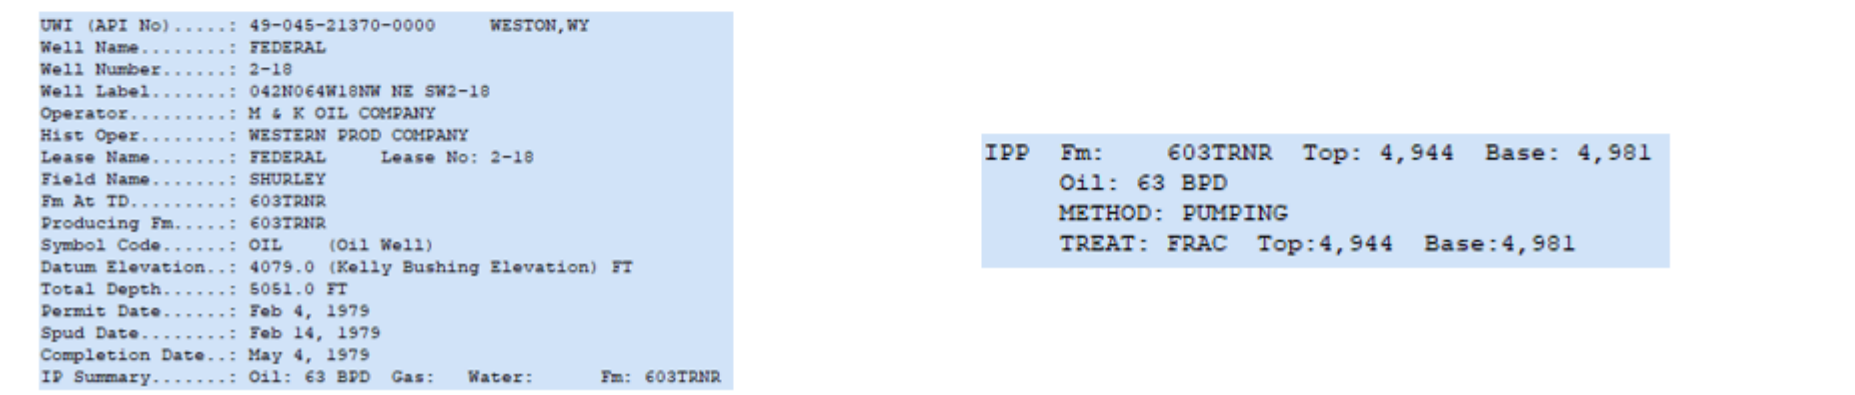 UWI (API No).....: 49-045-21370-0000     WESTON,WY
Well Name........: FEDERAL
Well Number......: 2-18
Well Label.......: 042N064W18NW NE SW2-18
Operator.........: M & K OIL COMPANY
Hist Oper........: WESTERN PROD COMPANY
Lease Name.......: FEDERAL     Lease No: 2-18
Field Name.......: SHURLEY
Fm At TD.........: 603TRNR
Producing Fm.....: 603TRNR
Symbol Code......: OIL    (Oil Well)
Datum Elevation..: 4079.0 (Kelly Bushing Elevation) FT
Total Depth......: 5051.0 FT
Permit Date......: Feb 4, 1979
Spud Date........: Feb 14, 1979
Completion Date..: May 4, 1979
IP Summary.......: Oil: 63 BPD  Gas:   Water:      Fm: 603TRNR
IPP  Fm:    603TRNR  Top: 4,944  Base: 4,981
Oil: 63 BPD
METHOD: PUMPING
TREAT: FRAC  Top:4,944  Base:4,981